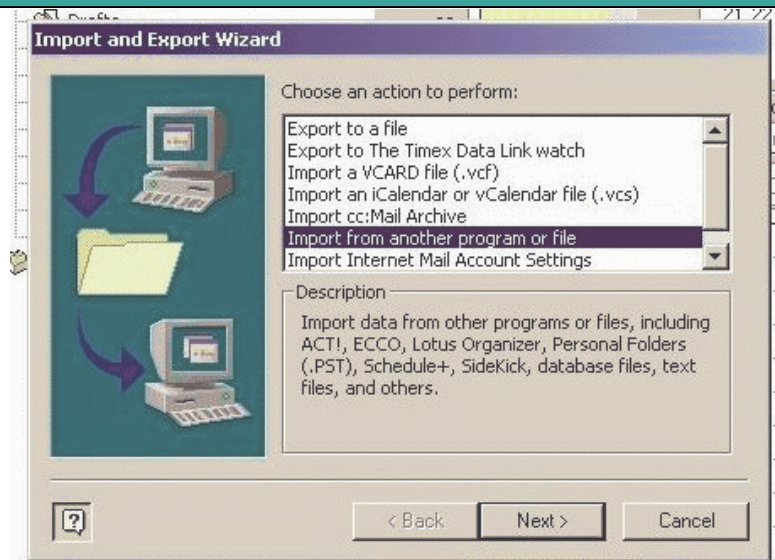 Drafts
21 22
Import and Export Wizard
Choose an action to perform:
Export to a file
Export to The Timex Data Link watch
Import a VCARD file (.vcf)
Import an iCalendar or vCalendar file (.vcs)
Import cc:Mail Archive
Import from another program or file
Import Internet Mail Account Settings
Description
Import data from other programs or files, including
ACT!, ECCO, Lotus Organizer, Personal Folders
(.PST), Schedule+, SideKick, database files, text
files, and others.
?
< Back
Next >
Cancel